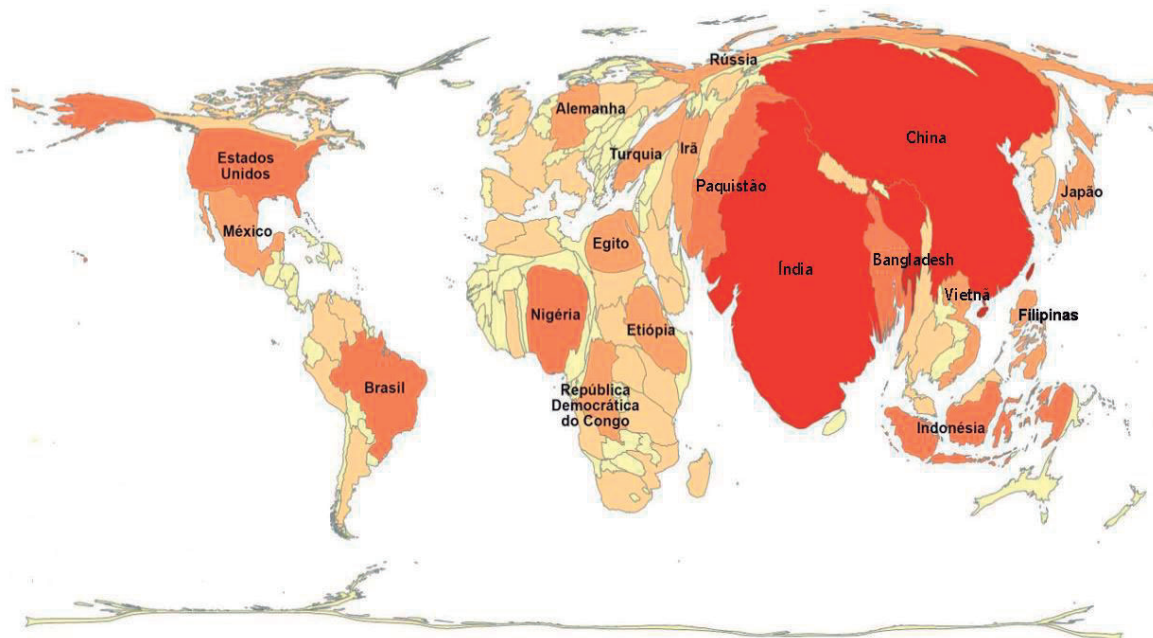 Rússia
Alemanha
China
Estados
Unidos
Turquia
Irã
Paquistão
Japão
México
Egito
Bangladesh
Índia
Vietnã
Nigéria
Filipinas
Etiópia
Brasil
República
Democrática
do Congo
Indonésia